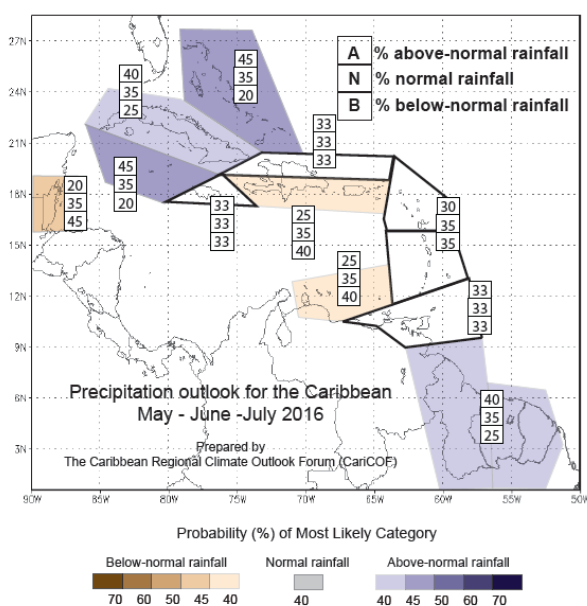 27N
24N
21N
18N
15N
12N
9N
6N
3N
A % above-normal rainfall
N % normal rainfall
B % below-normal rainfall
40
35
25
45
35
20
33
33
33
45
35
20
20
35
45
33
33
33
25
35
40
30
35
35
25
35
40
33
33
33
40
35
25
Precipitation outlook for the Caribbean
May - June -July 2016
Prepared by
The Caribbean Regional Climate Outlook Forum (CariCOF)
90W 85W 80W 75W 70W 65W 60W 55W 50W
Probability (%) of Most Likely Category
Below-normal rainfall Normal rainfall Above-normal rainfall
70 60 50 45 40 40 40 45 50 60 70